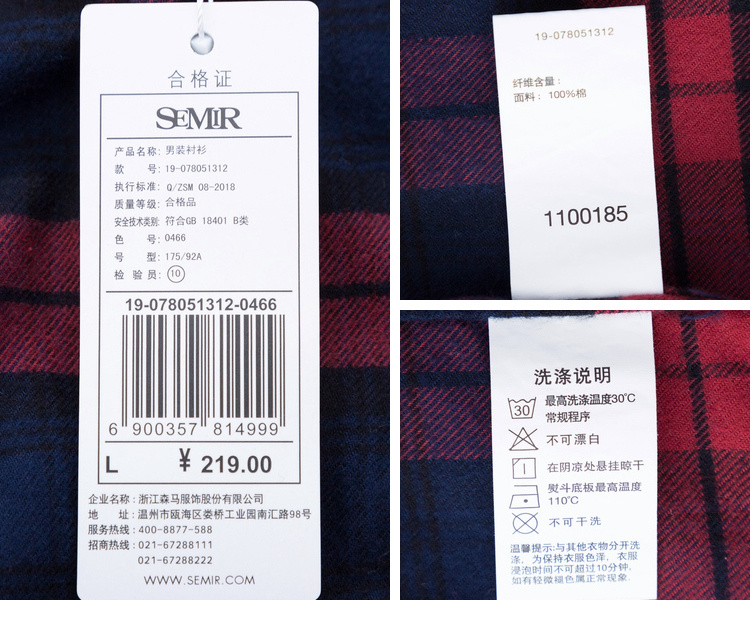 合格证
SEMIR
产品名称: 男装衬衫
款 号: 19-078051312
执行标准: Q/ZSM 08-2018
质量等级: 合格品
安全技术类别: 符合GB 18401 B类
色 号: 0466
号 型: 175/92A
检 验 员: 10
19-078051312-0466
6 900357 814999
L ¥ 219.00
企业名称: 浙江森马服饰股份有限公司
地 址: 温州市瓯海区娄桥工业园南汇路98号
服务热线: 400-8877-588
招商热线: 021-67288111
021-67288222
WWW.SEMIR.COM
19-078051312
纤维含量:
面料: 100%棉
1100185
洗涤说明
30 最高洗涤温度30℃
常规程序
不可漂白
在阴凉处悬挂晾干
熨斗底板最高温度
110℃
不可干洗
温馨提示:与其他衣物分开洗
涤, 为保持衣服色泽, 衣服
浸泡时间不可超过10分钟,
如有轻微褪色属正常现象.